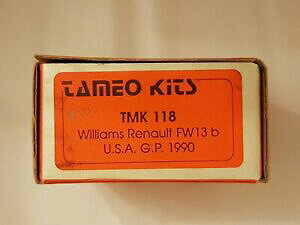 TAMEO KITS
TMK 118
Williams Renault FW13 b
U.S.A. G.P. 1990